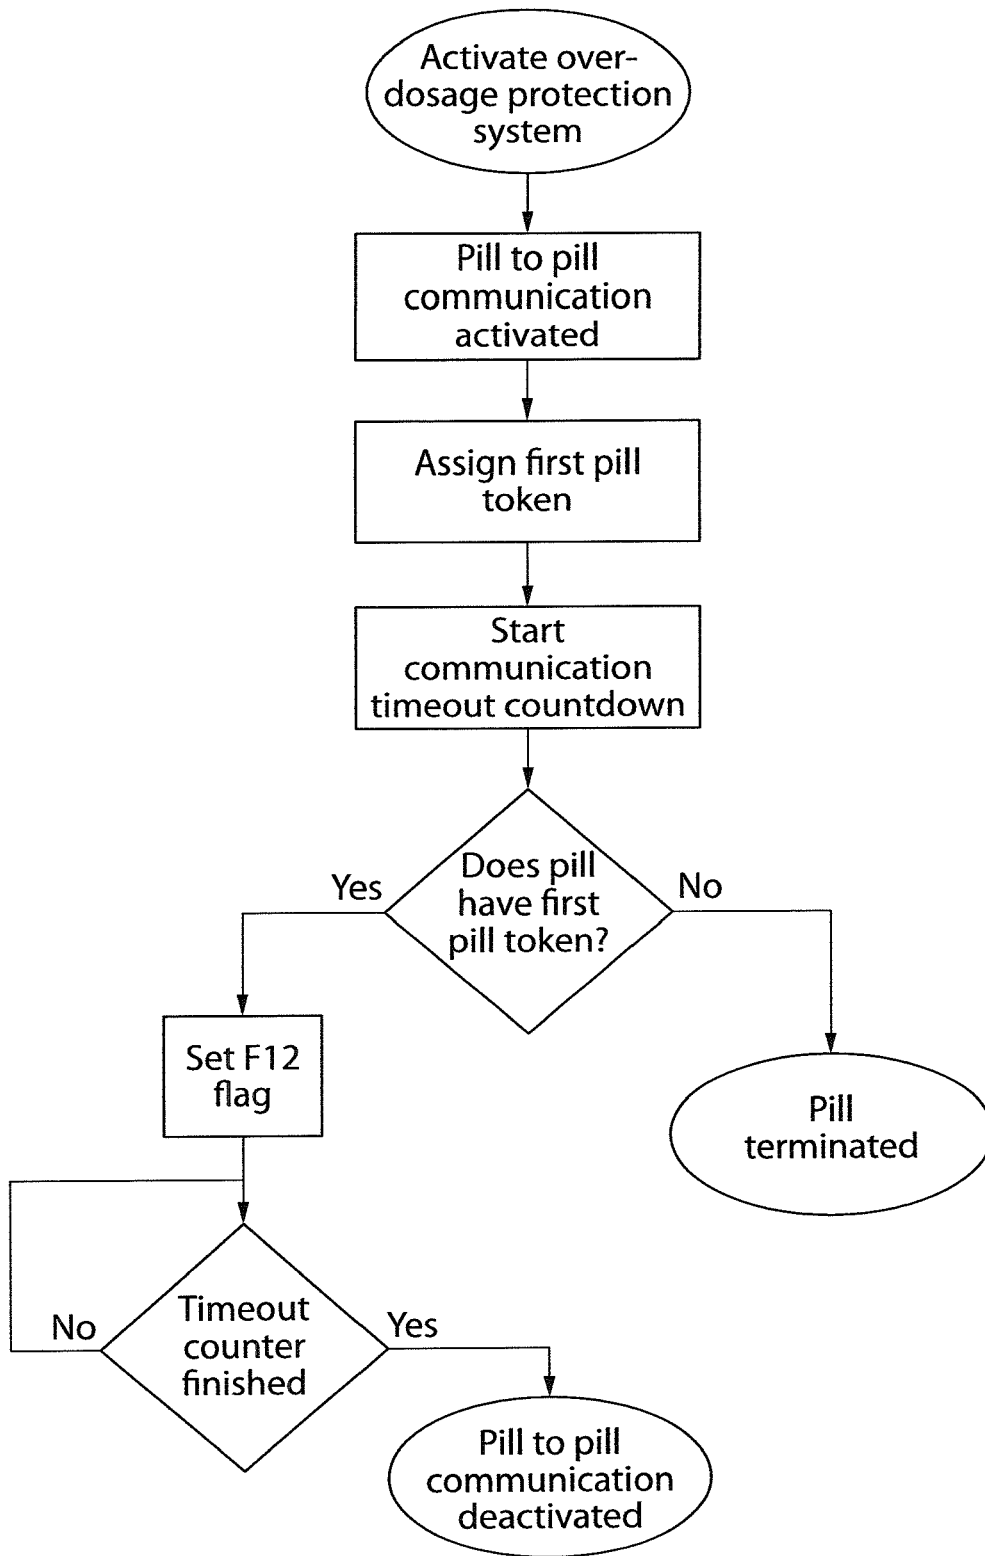 Activate over-
dosage protection
system
Pill to pill
communication
activated
Assign first pill
token
Start
communication
timeout countdown
Does pill
have first
pill token?
Yes
No
Set F12
flag
Pill
terminated
Timeout
counter
finished
No
Yes
Pill to pill
communication
deactivated